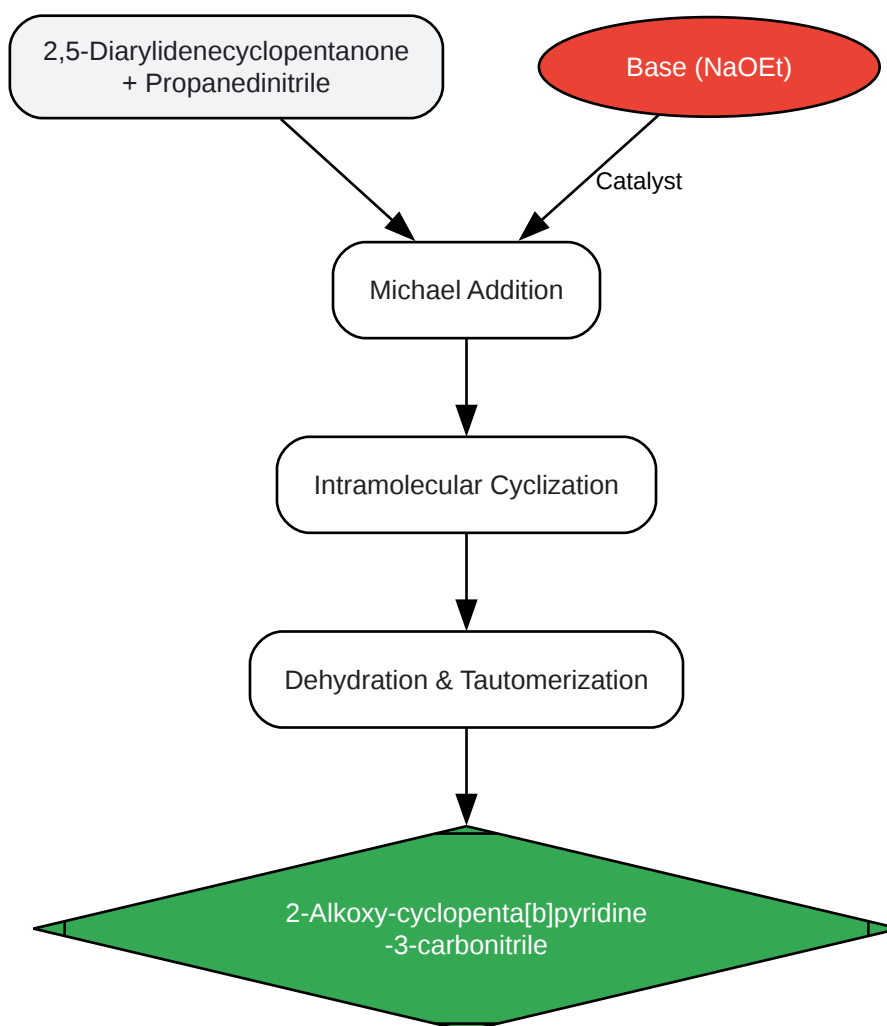 2,5-Diarylidenecyclopentanone
+ Propanedinitrile
Base (NaOEt)
Catalyst
Michael Addition
Intramolecular Cyclization
Dehydration & Tautomerization
2-Alkoxy-cyclopenta[b]pyridine
-3-carbonitrile